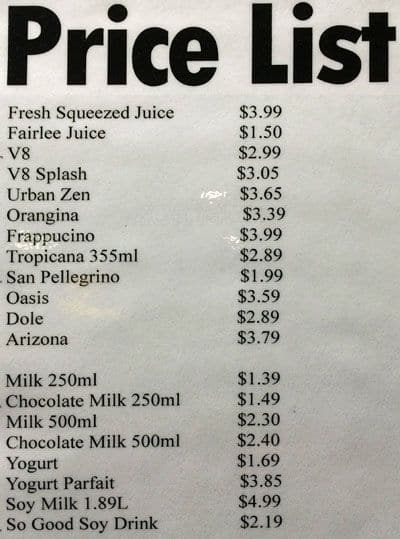 Price List
Fresh Squeezed Juice $3.99
Fairlee Juice $1.50
V8 $2.99
V8 Splash $3.05
Urban Zen $3.65
Orangina $3.39
Frappucino $3.99
Tropicana 355ml $2.89
San Pellegrino $1.99
Oasis $3.59
Dole $2.89
Arizona $3.79
Milk 250ml $1.39
Chocolate Milk 250ml $1.49
Milk 500ml $2.30
Chocolate Milk 500ml $2.40
Yogurt $1.69
Yogurt Parfait $3.85
Soy Milk 1.89L $4.99
So Good Soy Drink $2.19